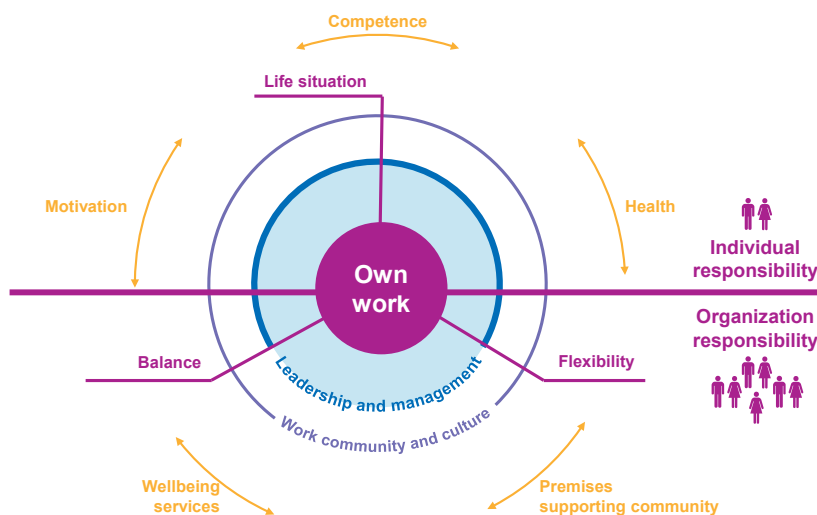 Competence
Life situation
Motivation
Health
Individual
responsibility
Own
work
Organization
responsibility
Balance
Flexibility
Leadership and management
Work community and culture
Wellbeing
services
Premises
supporting community